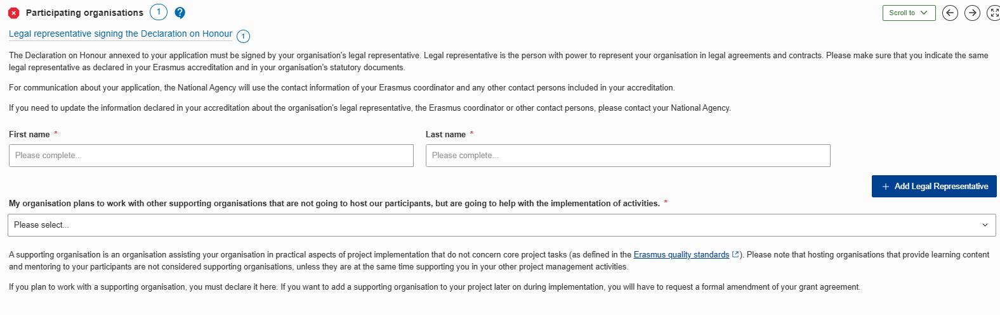 Participating organisations 1 ?
Scroll to
Legal representative signing the Declaration on Honour 1
The Declaration on Honour annexed to your application must be signed by your organisation's legal representative. Legal representative is the person with power to represent your organisation in legal agreements and contracts. Please make sure that you indicate the same
legal representative as declared in your Erasmus accreditation and in your organisation's statutory documents.
For communication about your application, the National Agency will use the contact information of your Erasmus coordinator and any other contact persons included in your accreditation.
If you need to update the information declared in your accreditation about the organisation's legal representative, the Erasmus coordinator or other contact persons, please contact your National Agency.
First name *
Last name *
Please complete...
Please complete...
+ Add Legal Representative
My organisation plans to work with other supporting organisations that are not going to host our participants, but are going to help with the implementation of activities. *
Please select...
A supporting organisation is an organisation assisting your organisation in practical aspects of project implementation that do not concern core project tasks (as defined in the Erasmus quality standards). Please note that hosting organisations that provide learning content
and mentoring to your participants are not considered supporting organisations, unless they are at the same time supporting you in your other project management activities.
If you plan to work with a supporting organisation, you must declare it here. If you want to add a supporting organisation to your project later on during implementation, you will have to request a formal amendment of your grant agreement.